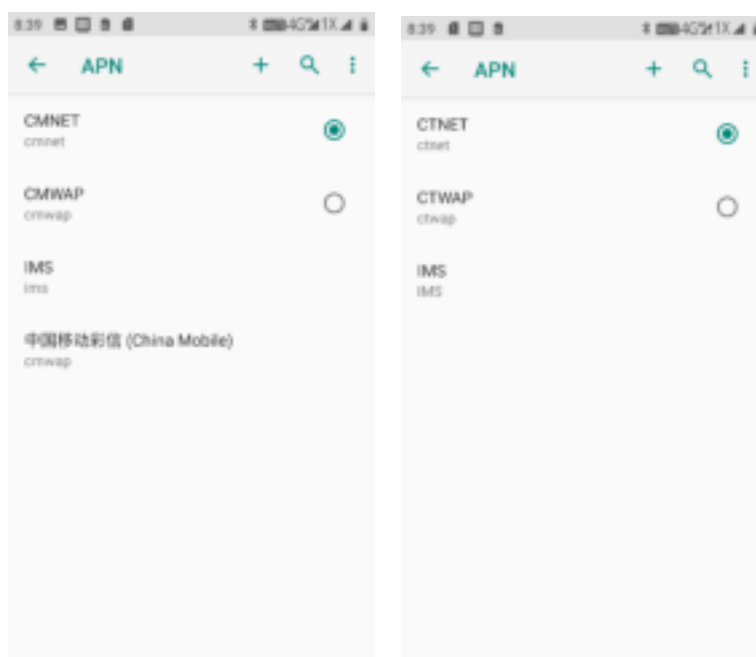 8:39
APN
CMNET
cmnet
CMWAP
cmwap
IMS
ims
中国移动彩信 (China Mobile)
cmwap
8:39
APN
CTNET
ctnet
CTWAP
ctwap
IMS
IMS